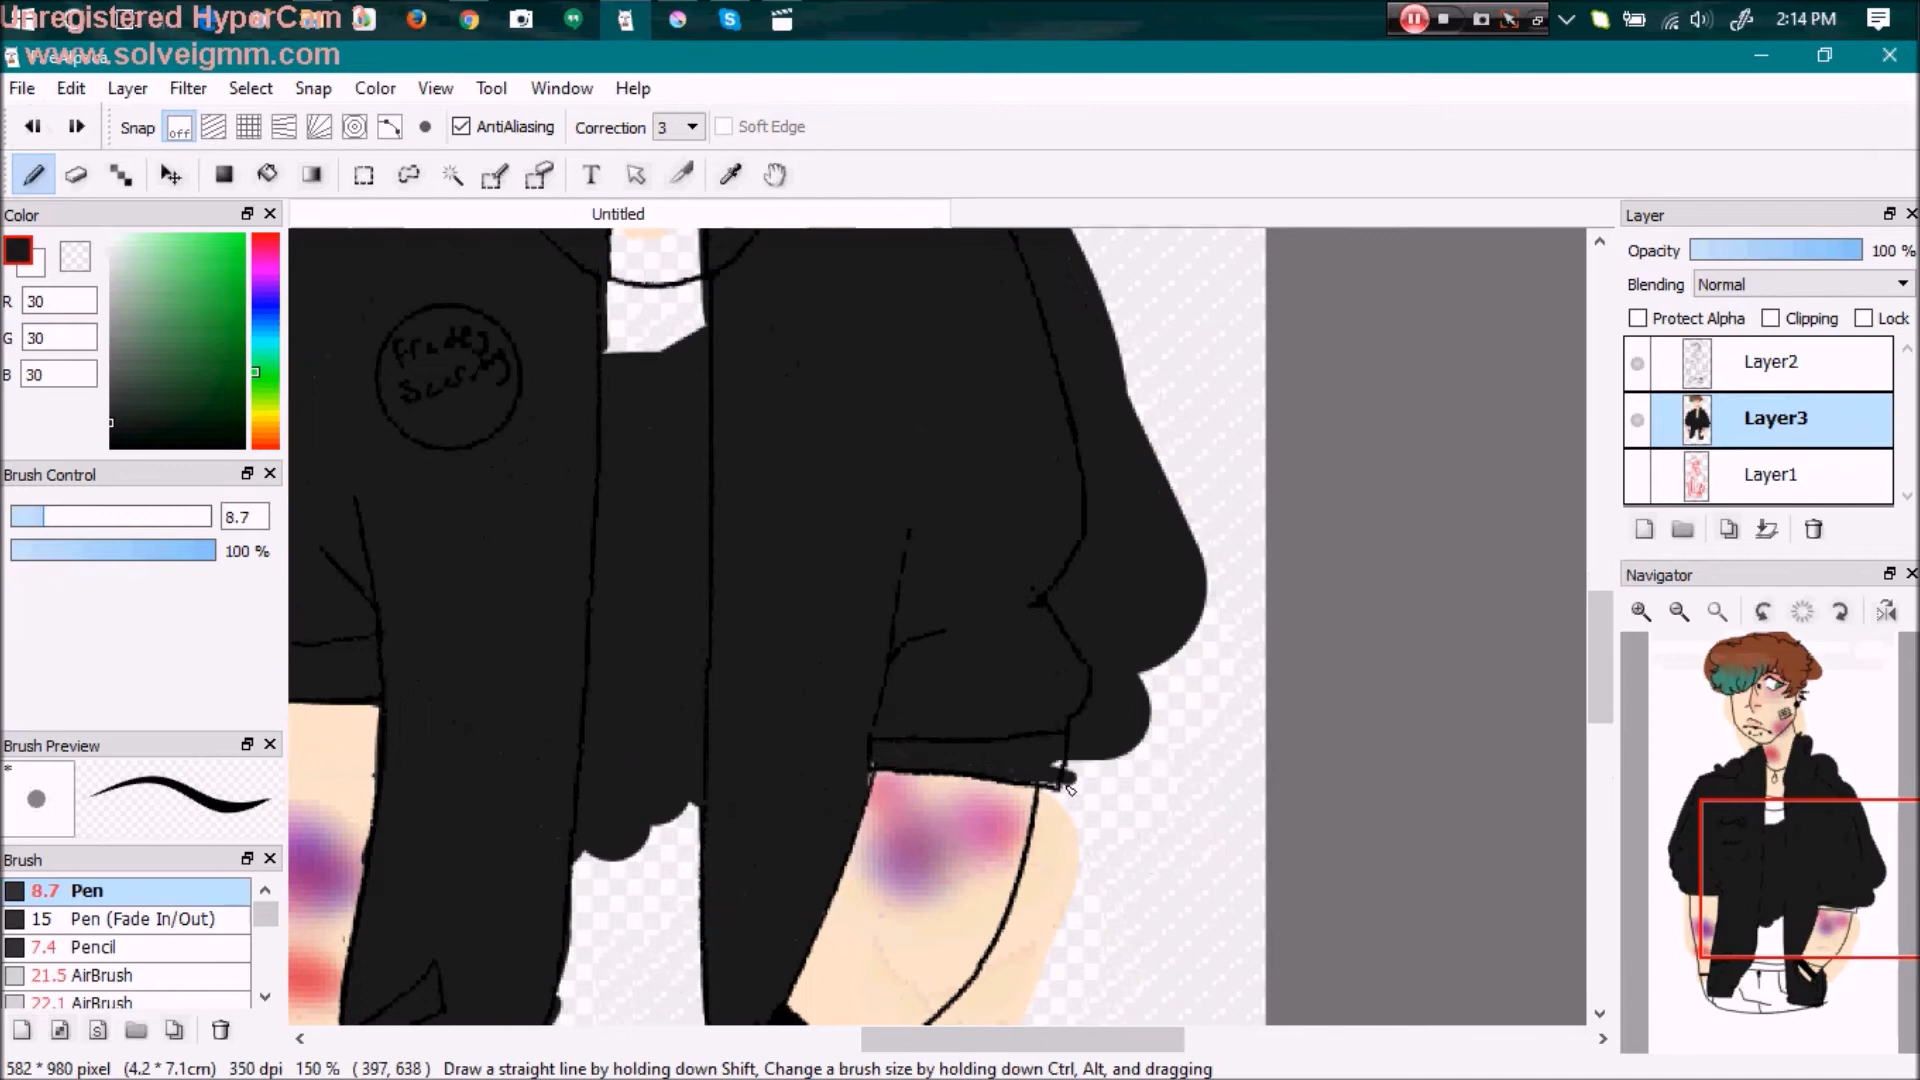 Unregistered HyperCam
www.solveigmm.com
2:14 PM
File Edit Layer Filter Select Snap Color View Tool Window Help
Snap off AntiAliasing Correction 3 Soft Edge
Color
Untitled
R 30
G 30
B 30
Brush Control
8.7
100 %
Brush Preview
Brush
8.7 Pen
15 Pen (Fade In/Out)
7.4 Pencil
21.5 AirBrush
22.1 AirBrush
Layer
Opacity 100 %
Blending Normal
Protect Alpha Clipping Lock
Layer2
Layer3
Layer1
Navigator
582 * 980 pixel (4.2 * 7.1cm) 350 dpi 150 % ( 397, 638 ) Draw a straight line by holding down Shift, Change a brush size by holding down Ctrl, Alt, and dragging